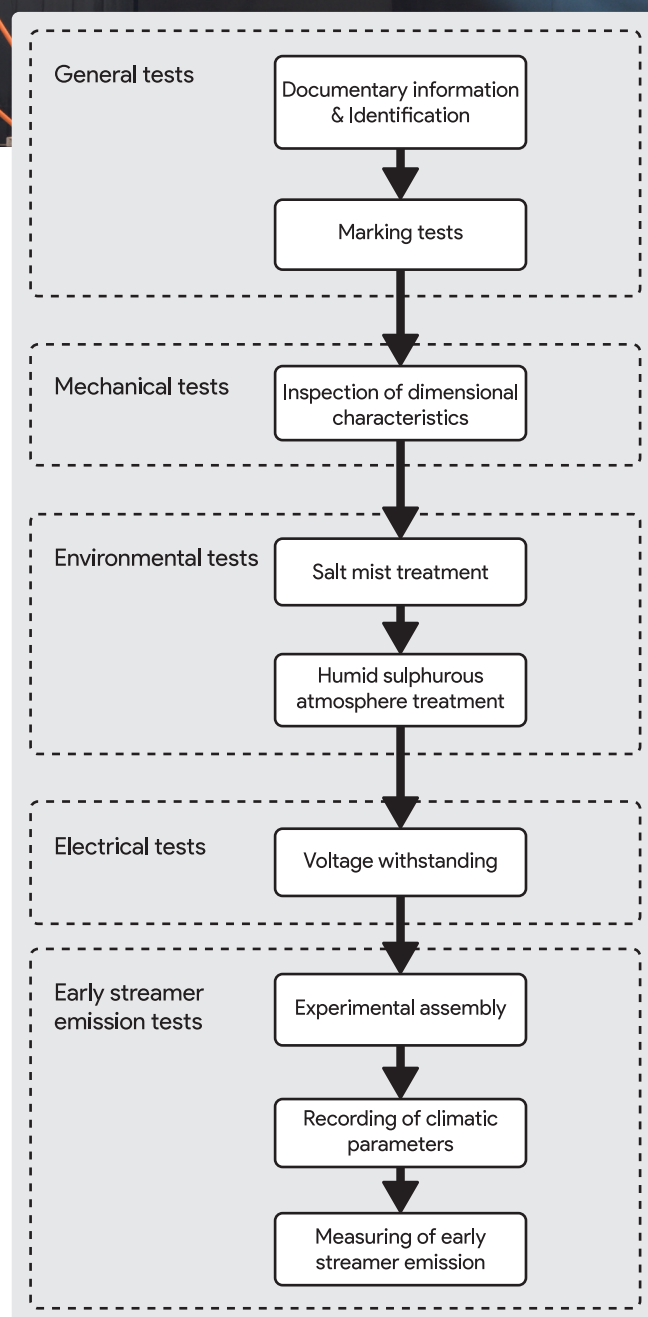 General tests
Documentary information
& Identification
Marking tests
Mechanical tests
Inspection of dimensional
characteristics
Environmental tests
Salt mist treatment
Humid sulphurous
atmosphere treatment
Electrical tests
Voltage withstanding
Early streamer
emission tests
Experimental assembly
Recording of climatic
parameters
Measuring of early
streamer emission